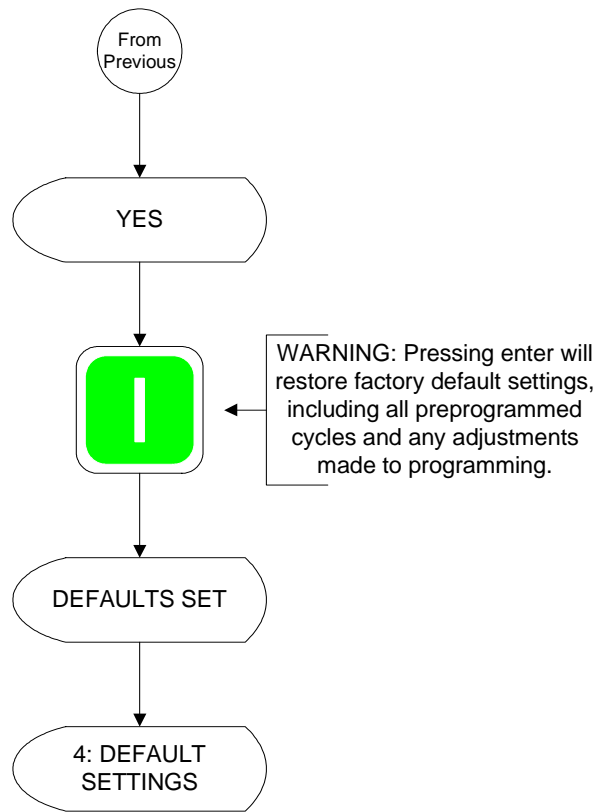 From
Previous
YES
WARNING: Pressing enter will
restore factory default settings,
including all preprogrammed
cycles and any adjustments
made to programming.
DEFAULTS SET
4: DEFAULT
SETTINGS